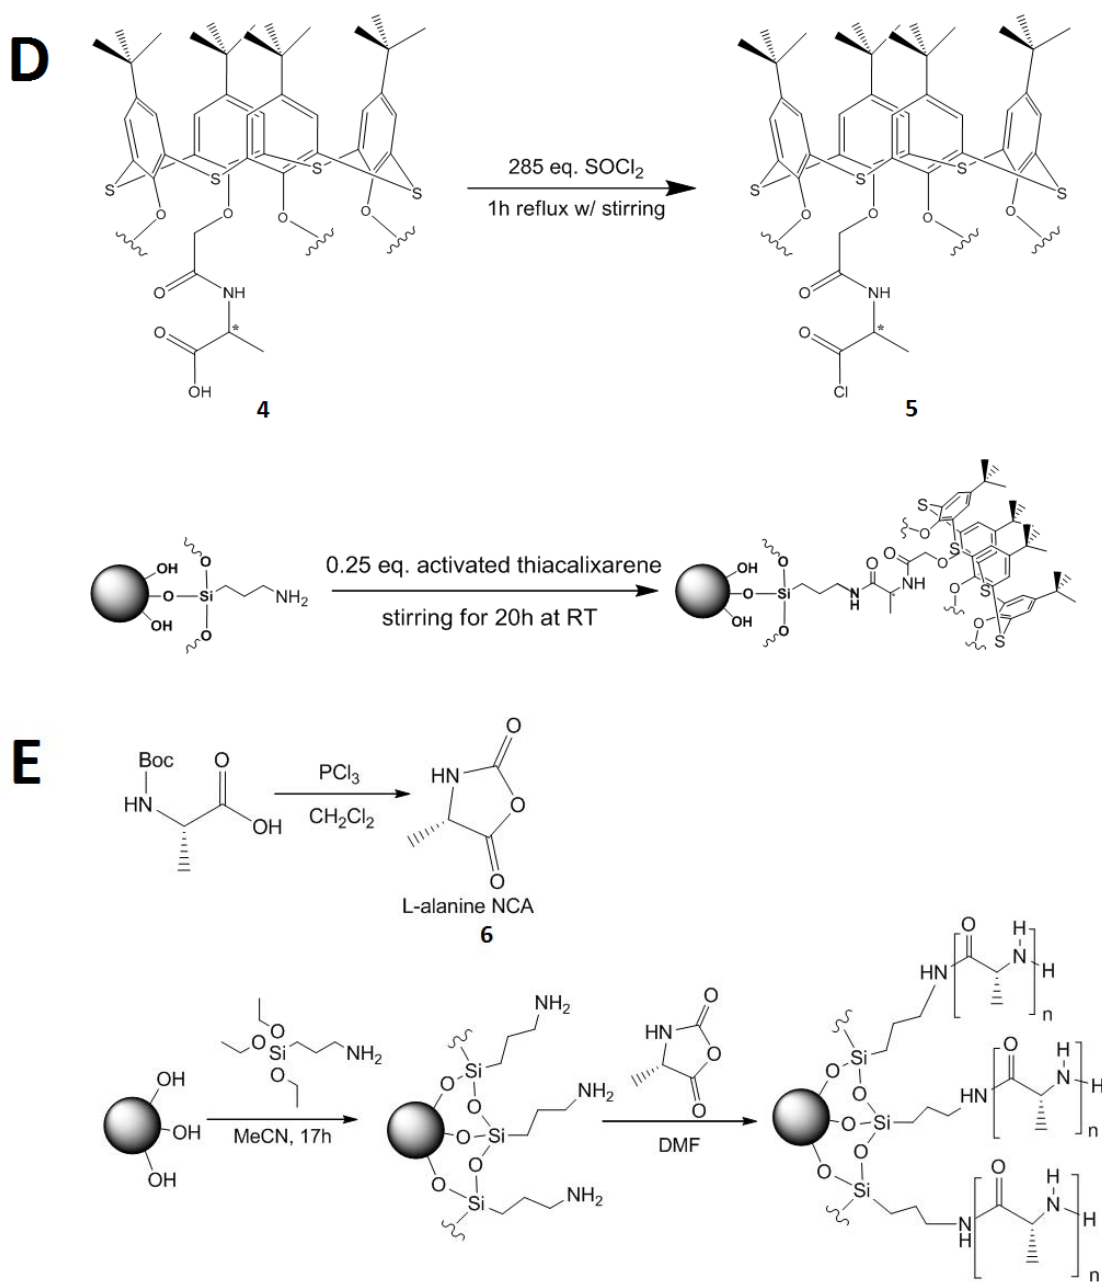 D
S
S
S
S
O
O
O
O
O
NH
O
*
OH
4
285 eq. SOCl₂
1h reflux w/ stirring
S
S
S
S
O
O
O
O
O
NH
O
*
Cl
5
OH
O
O
Si
NH₂
OH
O
0.25 eq. activated thiacalixarene
stirring for 20h at RT
OH
O
O
Si
OH
O
N
H
O
O
NH
O
S
O
S
O
S
O
S
E
Boc
HN
O
OH
PCl₃
CH₂Cl₂
O
HN
O
O
L-alanine NCA
6
OH
OH
OH
O
O
Si
NH₂
O
MeCN, 17h
NH₂
Si
O
O
NH₂
O
Si
O
NH₂
O
Si
O
HN
O
O
DMF
O
H
HN
N
H
n
Si
O
O
O
H
NH
N
H
n
O
Si
O
O
H
N
H
N
H
n
O
Si